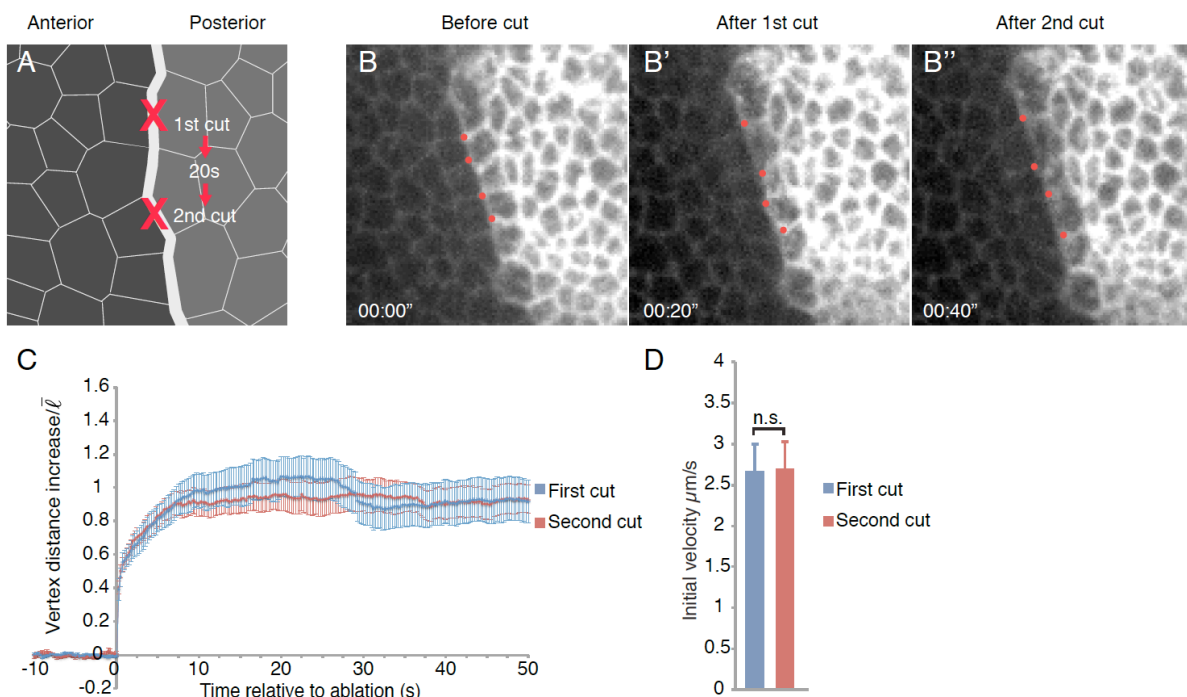 Anterior Posterior Before cut After 1st cut After 2nd cut
A B B’ B’’
1st cut
20s
2nd cut
00:00” 00:20” 00:40”
C
Vertex distance increase/ℓ̄
1.6
1.4
1.2
1.0
0.8
0.6
0.4
0.2
0
-0.2
-10 0 10 20 30 40 50
Time relative to ablation (s)
First cut
Second cut
D
Initial velocity µm/s
4
3.5
3
2.5
2
1.5
1
0.5
0
n.s.
First cut
Second cut